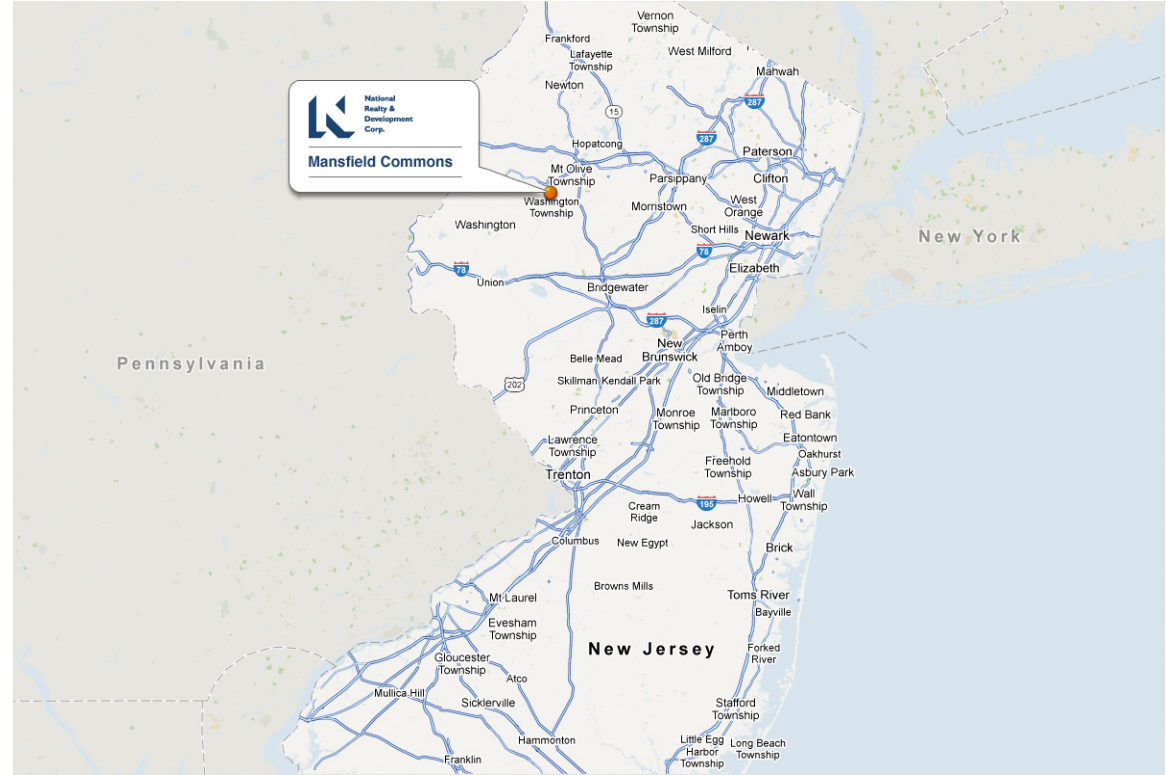 Vernon
Township
Frankford
Lafayette
Township
West Milford
Mahwah
Newton
287
National
Realty &
Development
Corp.
15
287
Mansfield Commons
Hopatcong
Paterson
Mt Olive
Township
Parsippany
Clifton
Washington
Township
Morristown
West
Orange
Washington
Short Hills
Newark
New York
78
78
Elizabeth
Union
Bridgewater
Iselin
287
Perth
Amboy
New
Brunswick
Pennsylvania
Belle Mead
202
Skillman
Kendall Park
Old Bridge
Township
Middletown
Princeton
Monroe
Township
Marlboro
Township
Red Bank
Lawrence
Township
Eatontown
Oakhurst
Freehold
Township
Asbury Park
Trenton
195
Howell
Wall
Township
Cream
Ridge
Jackson
Columbus
New Egypt
Brick
Browns Mills
Toms River
Mt Laurel
Bayville
Evesham
Township
New Jersey
Forked
River
Gloucester
Township
Atco
Mullica Hill
Sicklerville
Stafford
Township
Hammonton
Little Egg
Harbor
Township
Long Beach
Township
Franklin